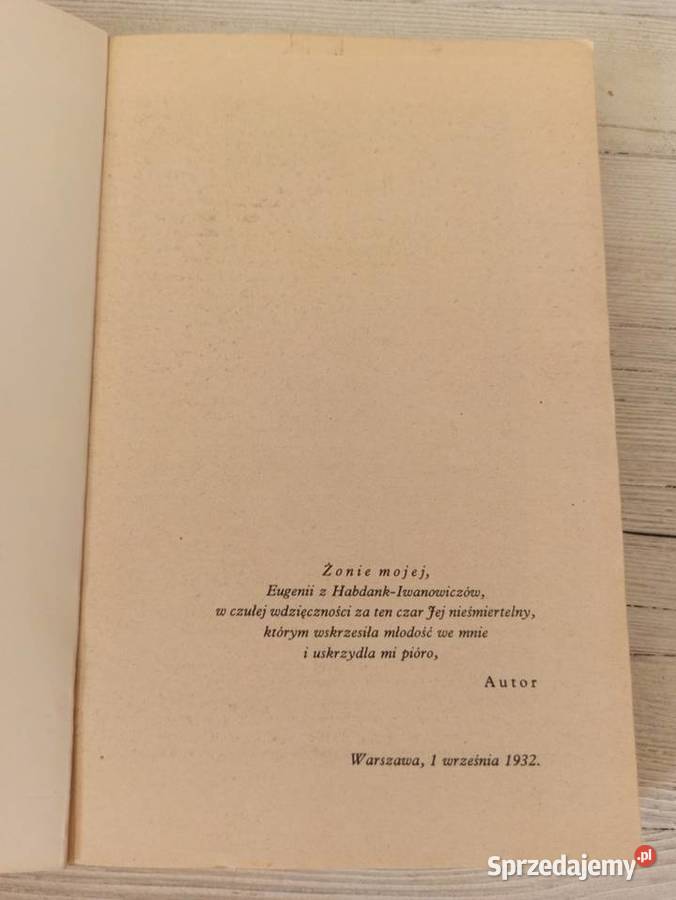 Żonie mojej,
Eugenii z Habdank-Iwanowiczów,
w czułej wdzięczności za ten czar Jej nieśmiertelny,
którym wskrzesiła młodość we mnie
i uskrzydla mi pióro,
Autor
Warszawa, 1 września 1932.
Sprzedajemy.pl